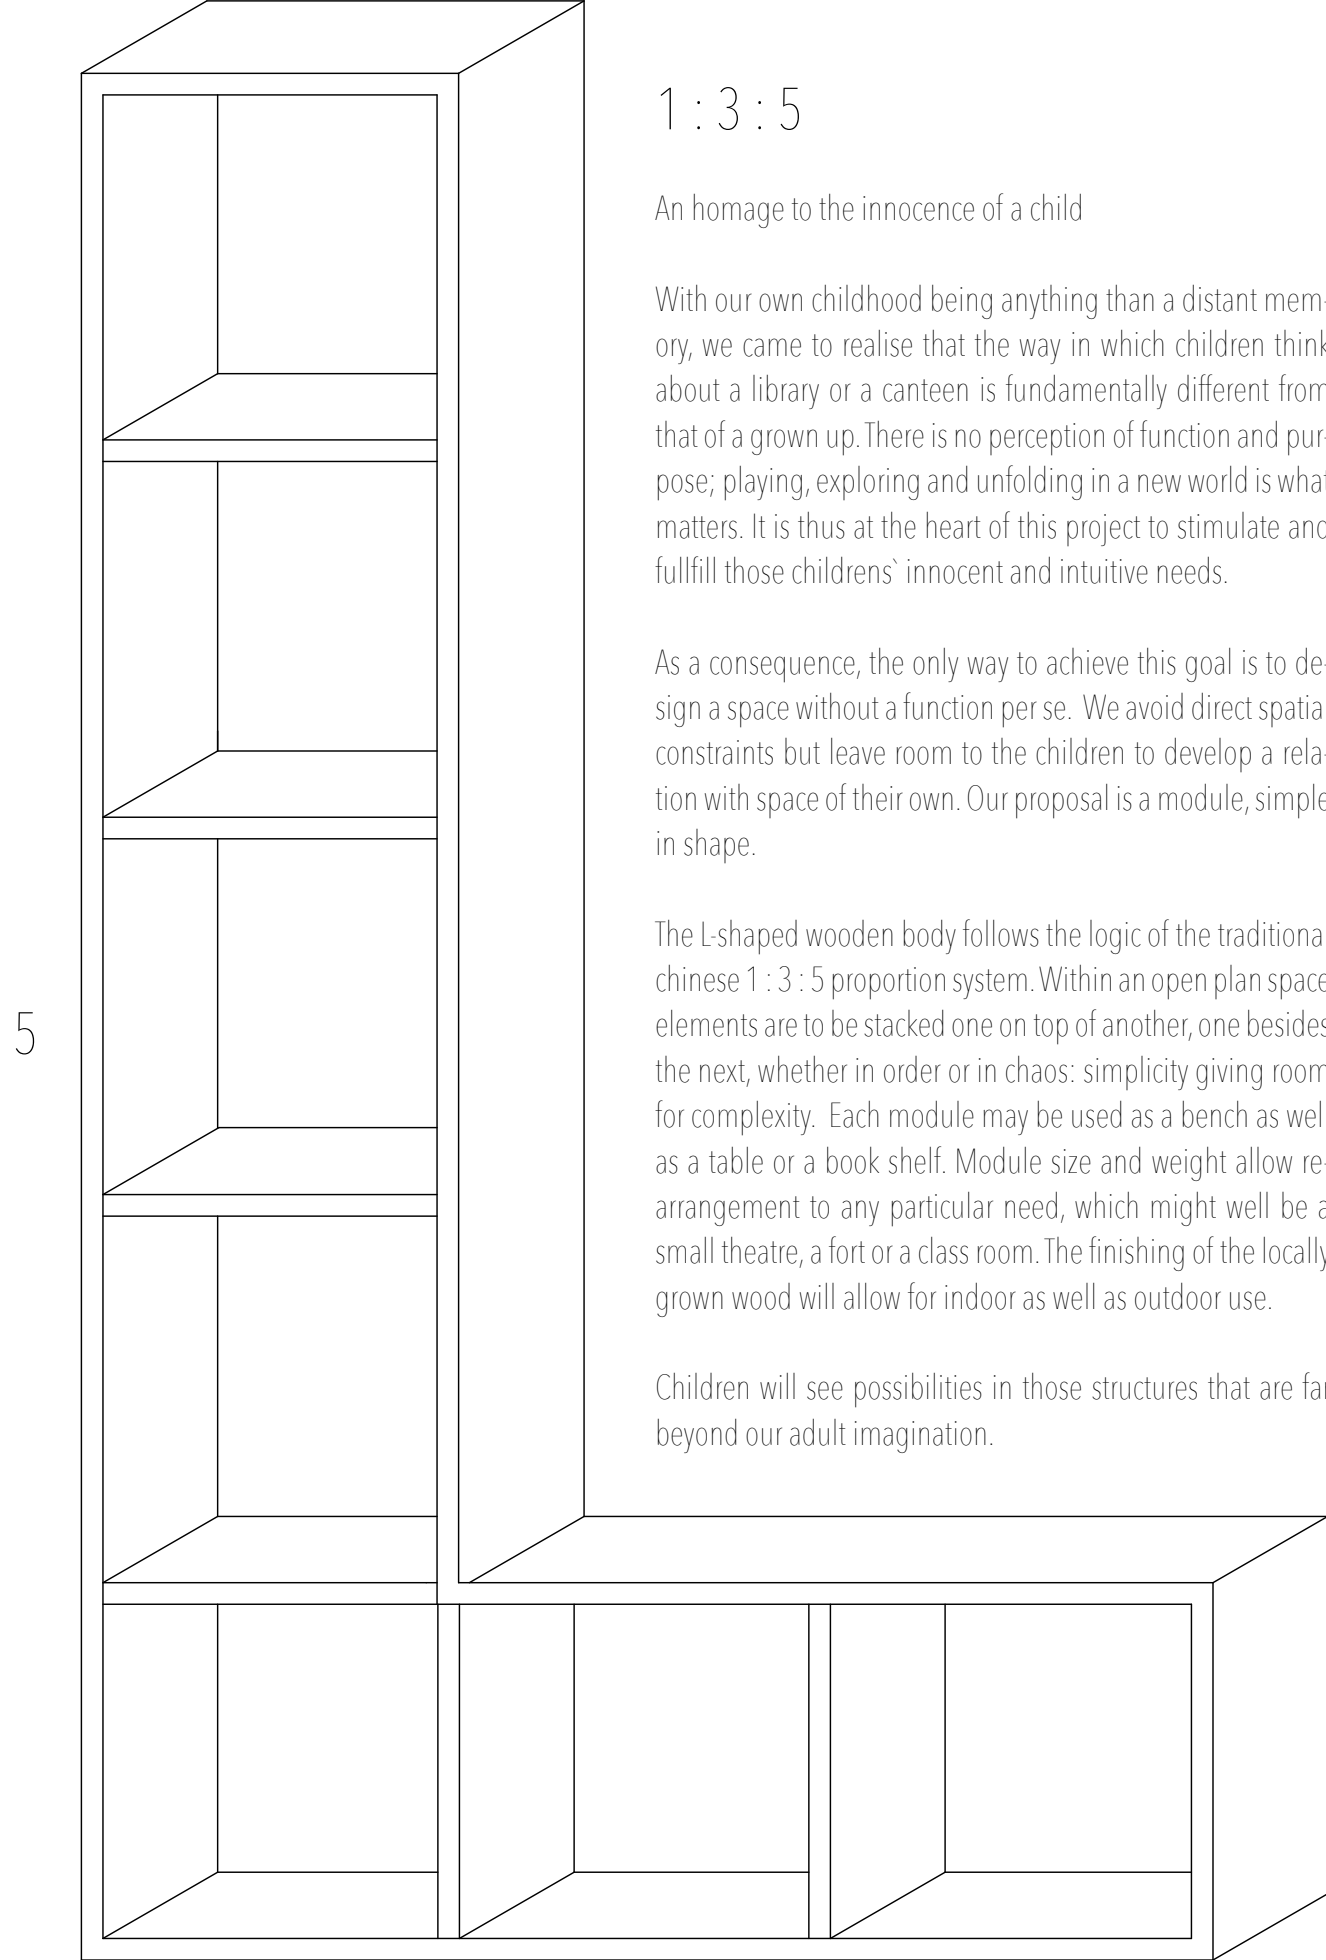 1 : 3 : 5
An homage to the innocence of a child
With our own childhood being anything than a distant mem-
ory, we came to realise that the way in which children think
about a library or a canteen is fundamentally different from
that of a grown up. There is no perception of function and pur-
pose; playing, exploring and unfolding in a new world is what
matters. It is thus at the heart of this project to stimulate and
fullfill those childrens` innocent and intuitive needs.
As a consequence, the only way to achieve this goal is to de-
sign a space without a function per se. We avoid direct spatia
constraints but leave room to the children to develop a rela-
tion with space of their own. Our proposal is a module, simple
in shape.
The L-shaped wooden body follows the logic of the traditiona
chinese 1 : 3 : 5 proportion system. Within an open plan space
elements are to be stacked one on top of another, one besides
the next, whether in order or in chaos: simplicity giving room
for complexity. Each module may be used as a bench as wel
as a table or a book shelf. Module size and weight allow re-
arrangement to any particular need, which might well be a
small theatre, a fort or a class room. The finishing of the locally
grown wood will allow for indoor as well as outdoor use.
Children will see possibilities in those structures that are far
beyond our adult imagination.
5